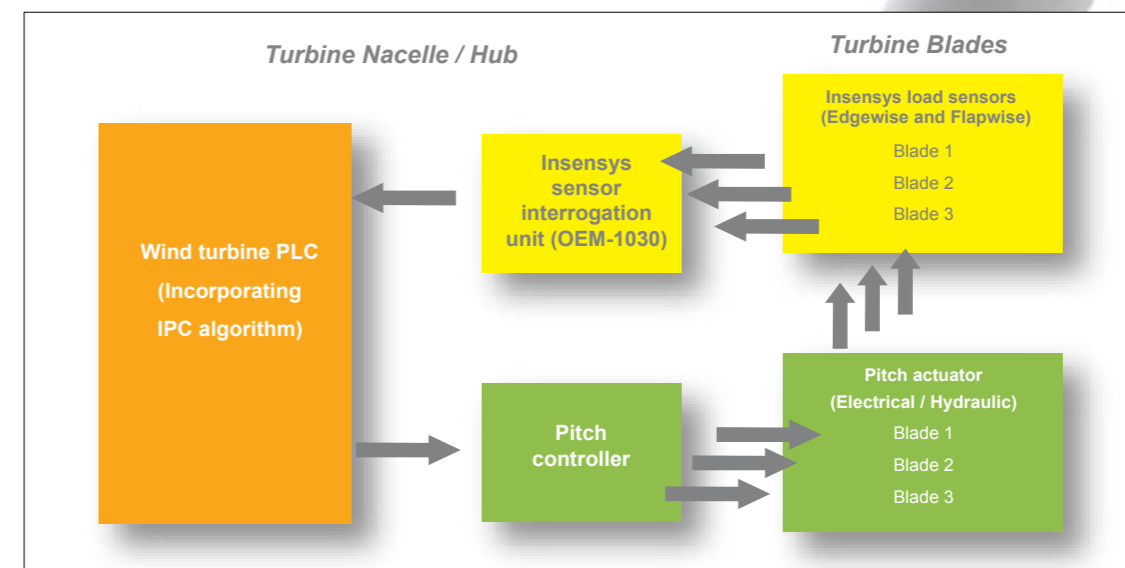 Turbine Nacelle / Hub
Turbine Blades
Wind turbine PLC
(Incorporating
IPC algorithm)
Insensys
sensor
interrogation
unit (OEM-1030)
Insensys load sensors
(Edgewise and Flapwise)
Blade 1
Blade 2
Blade 3
Pitch
controller
Pitch actuator
(Electrical / Hydraulic)
Blade 1
Blade 2
Blade 3